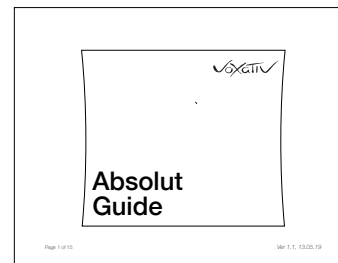 VOXATIV
Absolut
Guide
Page 1 of 15
Ver 1.1, 13.05.19